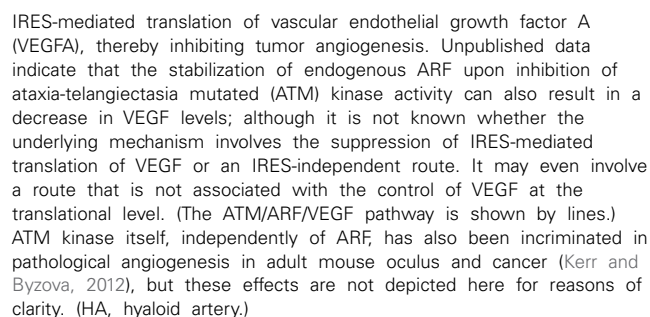 IRES-mediated translation of vascular endothelial growth factor A
(VEGFA), thereby inhibiting tumor angiogenesis. Unpublished data
indicate that the stabilization of endogenous ARF upon inhibition of
ataxia-telangiectasia mutated (ATM) kinase activity can also result in a
decrease in VEGF levels; although it is not known whether the
underlying mechanism involves the suppression of IRES-mediated
translation of VEGF or an IRES-independent route. It may even involve
a route that is not associated with the control of VEGF at the
translational level. (The ATM/ARF/VEGF pathway is shown by lines.)
ATM kinase itself, independently of ARF, has also been incriminated in
pathological angiogenesis in adult mouse oculus and cancer (Kerr and
Byzova, 2012), but these effects are not depicted here for reasons of
clarity. (HA, hyaloid artery.)